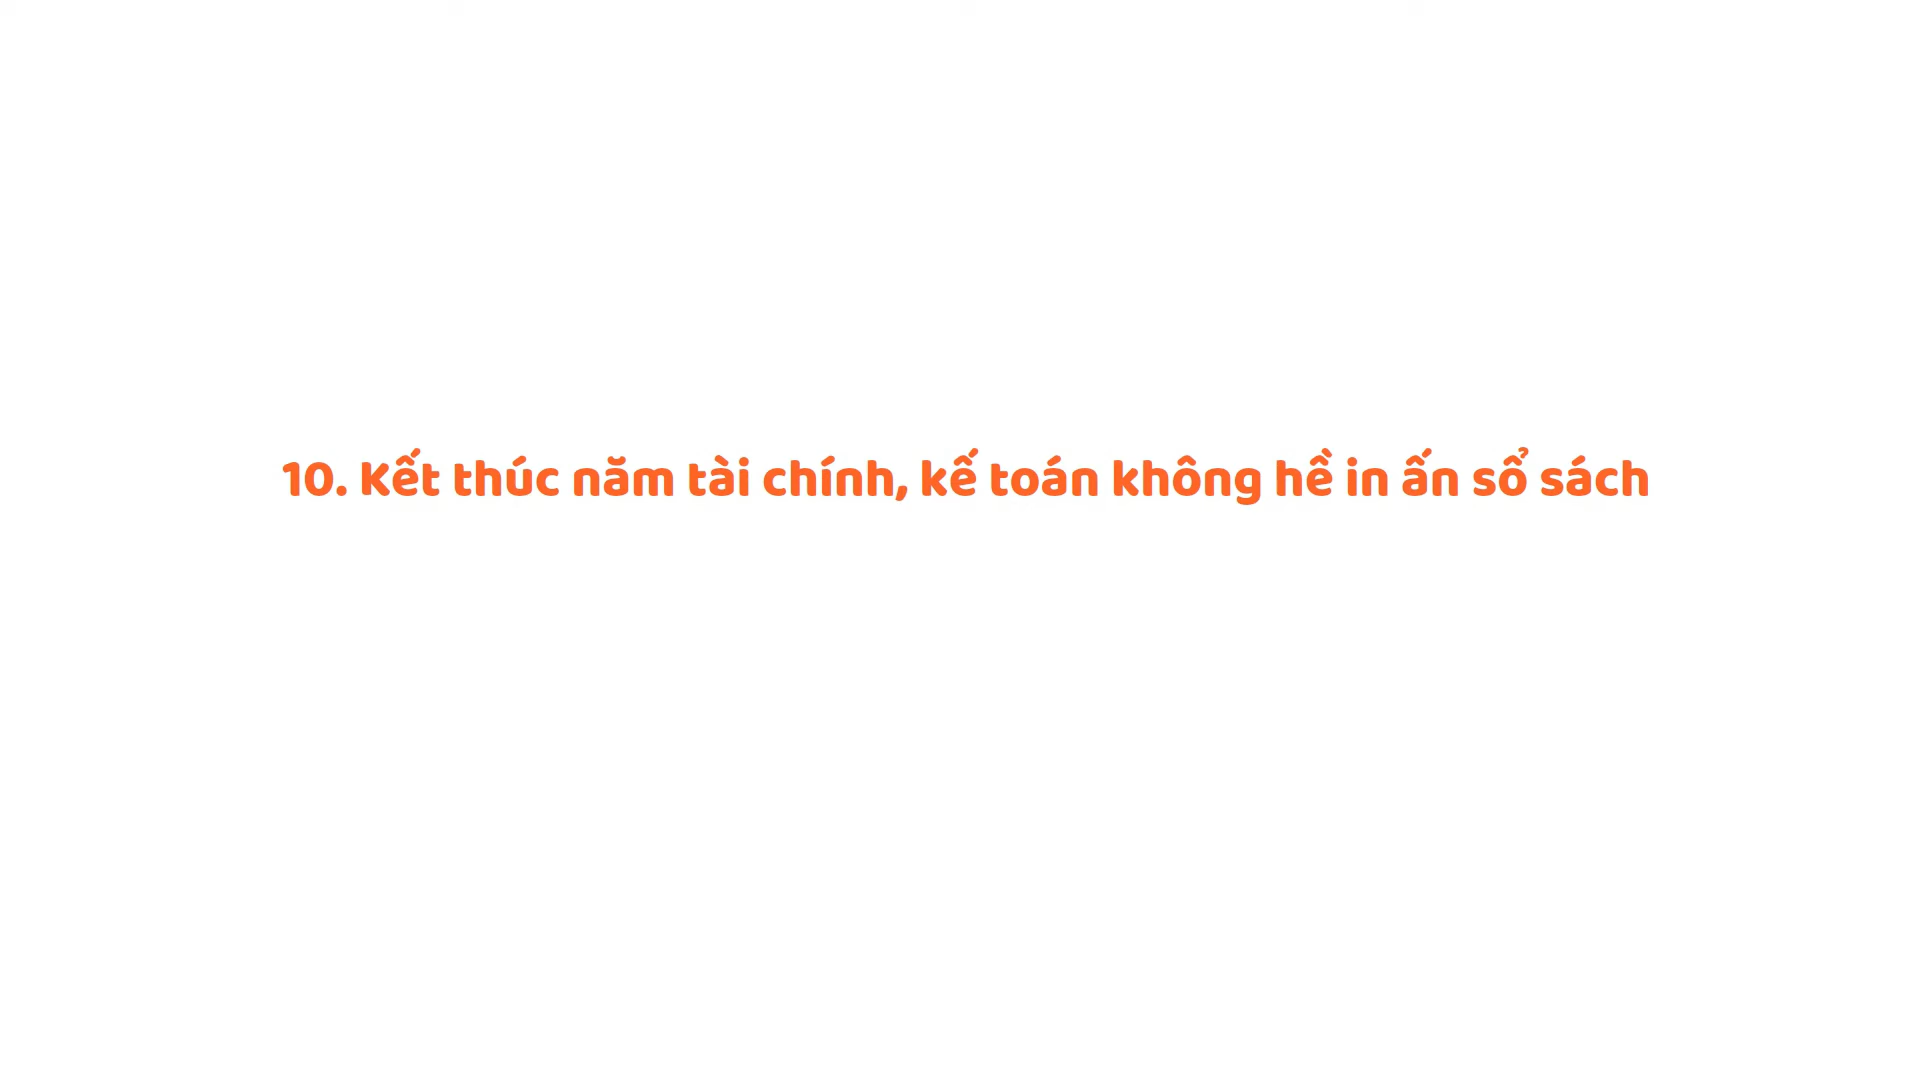 10. Kết thúc năm tài chính, kế toán không hề in ấn sổ sách